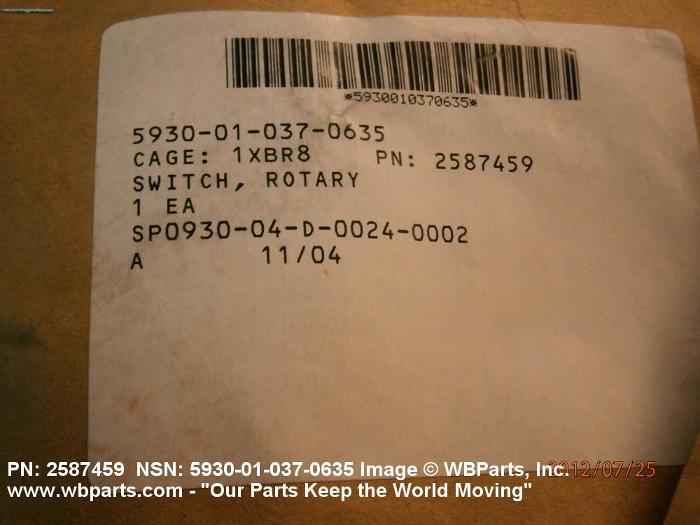 *5930010370635*
5930-01-037-0635
CAGE: 1XBR8 PN: 2587459
SWITCH, ROTARY
1 EA
SP0930-04-D-0024-0002
A 11/04
PN: 2587459 NSN: 5930-01-037-0635 Image © WBParts, Inc.
2012/07/25
www.wbparts.com - "Our Parts Keep the World Moving"